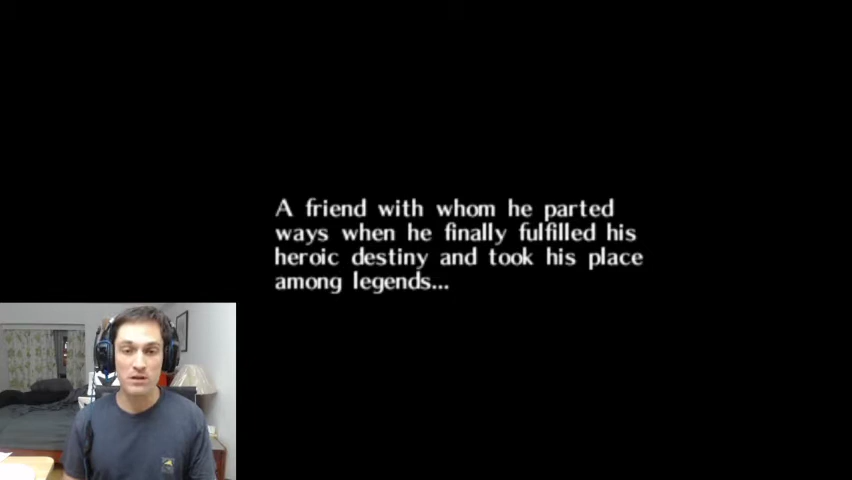 A friend with whom he parted
ways when he finally fulfilled his
heroic destiny and took his place
among legends...